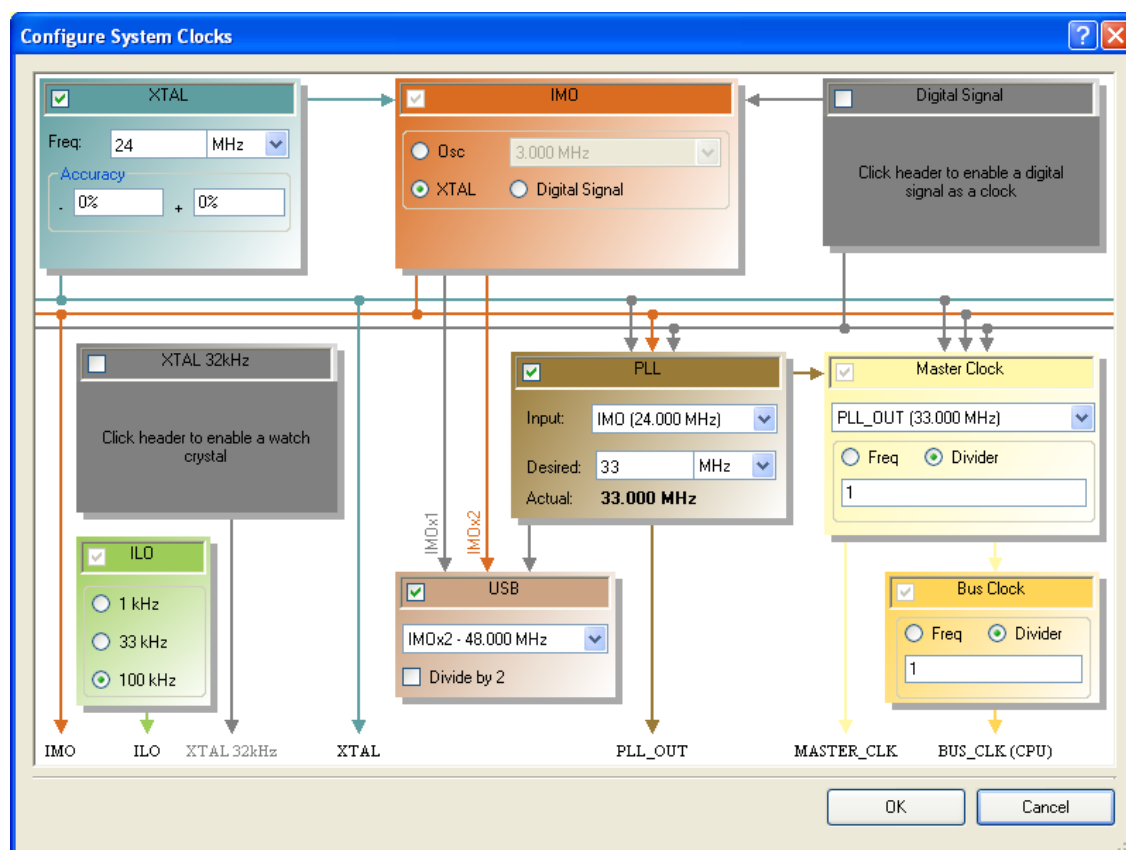 Configure System Clocks
XTAL
Freq: 24 MHz
Accuracy
- 0% + 0%
IMO
Osc 3.000 MHz
XTAL Digital Signal
Digital Signal
Click header to enable a digital
signal as a clock
XTAL 32kHz
Click header to enable a watch
crystal
PLL
Input: IMO (24.000 MHz)
Desired: 33 MHz
Actual: 33.000 MHz
Master Clock
PLL_OUT (33.000 MHz)
Freq Divider
1
IMOx1
IMOx2
ILO
1 kHz
33 kHz
100 kHz
USB
IMOx2 - 48.000 MHz
Divide by 2
Bus Clock
Freq Divider
1
IMO ILO XTAL 32kHz XTAL PLL_OUT MASTER_CLK BUS_CLK (CPU)
OK Cancel